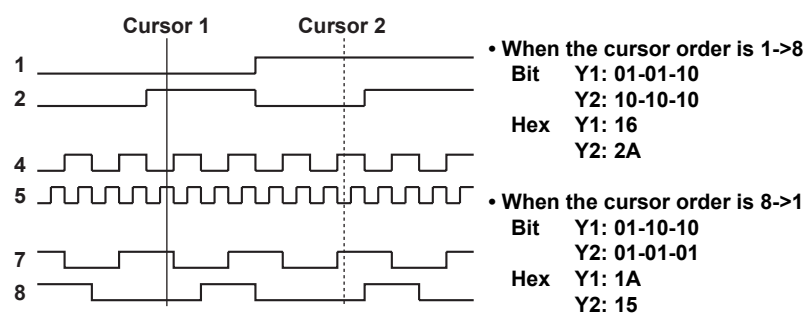 Cursor 1 Cursor 2
1
2
4
5
7
8
• When the cursor order is 1->8
Bit Y1: 01-01-10
Y2: 10-10-10
Hex Y1: 16
Y2: 2A
• When the cursor order is 8->1
Bit Y1: 01-10-10
Y2: 01-01-01
Hex Y1: 1A
Y2: 15